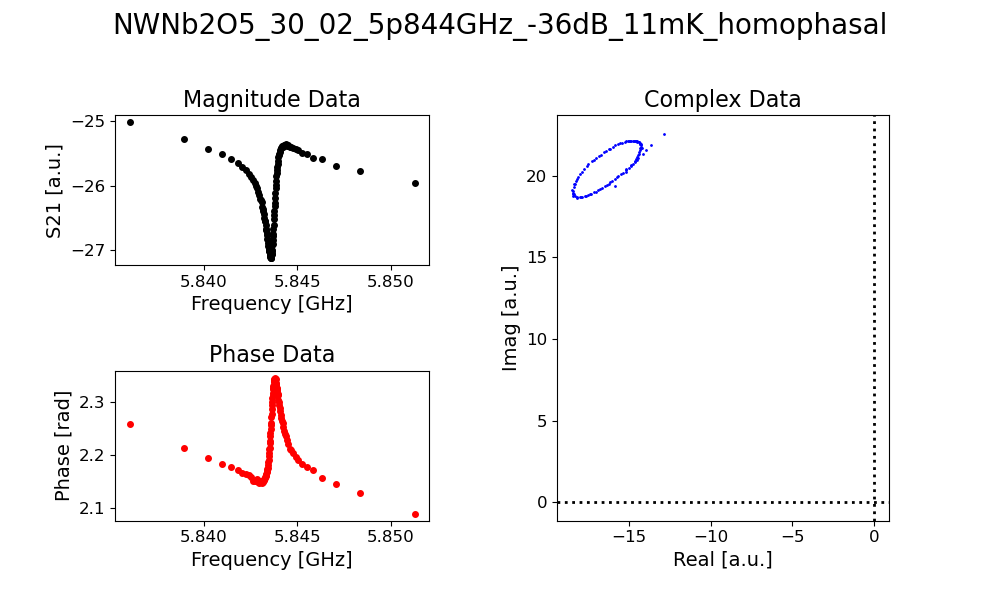 NWNb2O5_30_02_5p844GHz_-36dB_11mK_homophasal
Magnitude Data
S21 [a.u.]
−25
−26
−27
5.840 5.845 5.850
Frequency [GHz]
Phase Data
Phase [rad]
2.3
2.2
2.1
5.840 5.845 5.850
Frequency [GHz]
Complex Data
Imag [a.u.]
20
15
10
5
0
−15 −10 −5 0
Real [a.u.]